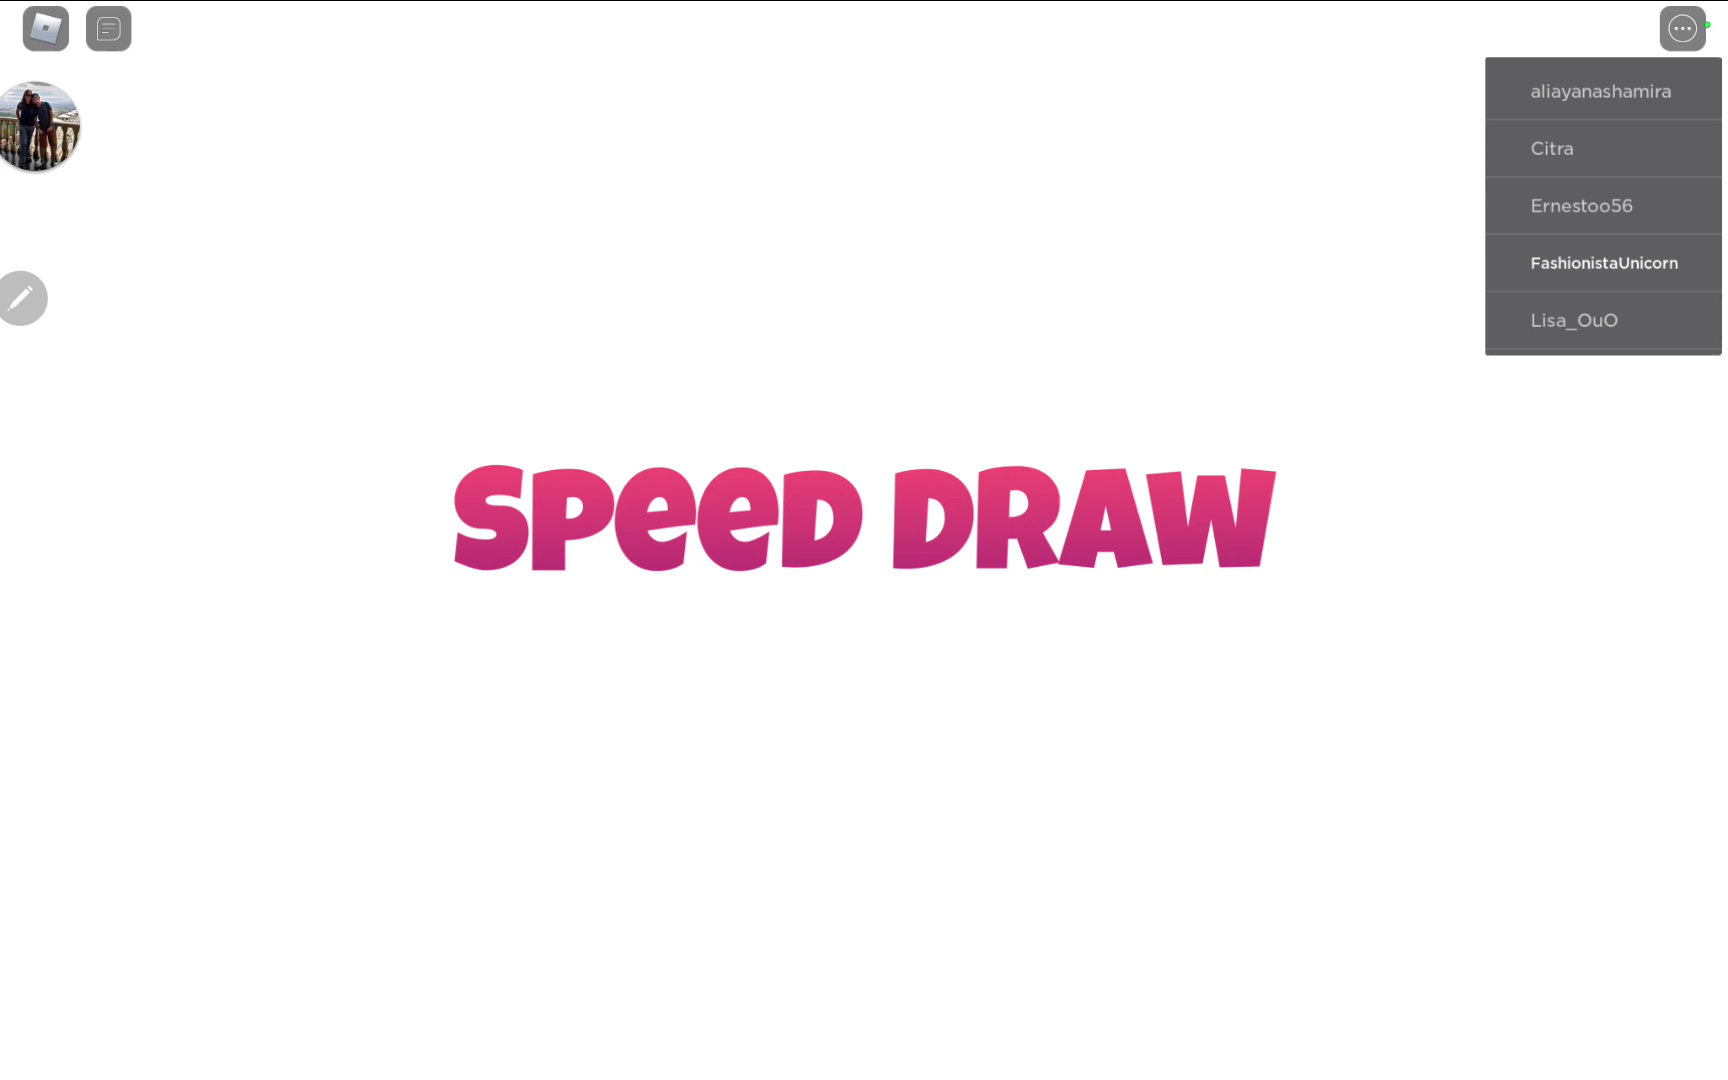 aliayanashamira
Citra
Ernestoo56
FashionistaUnicorn
Lisa_OuO
SPEED DRAW